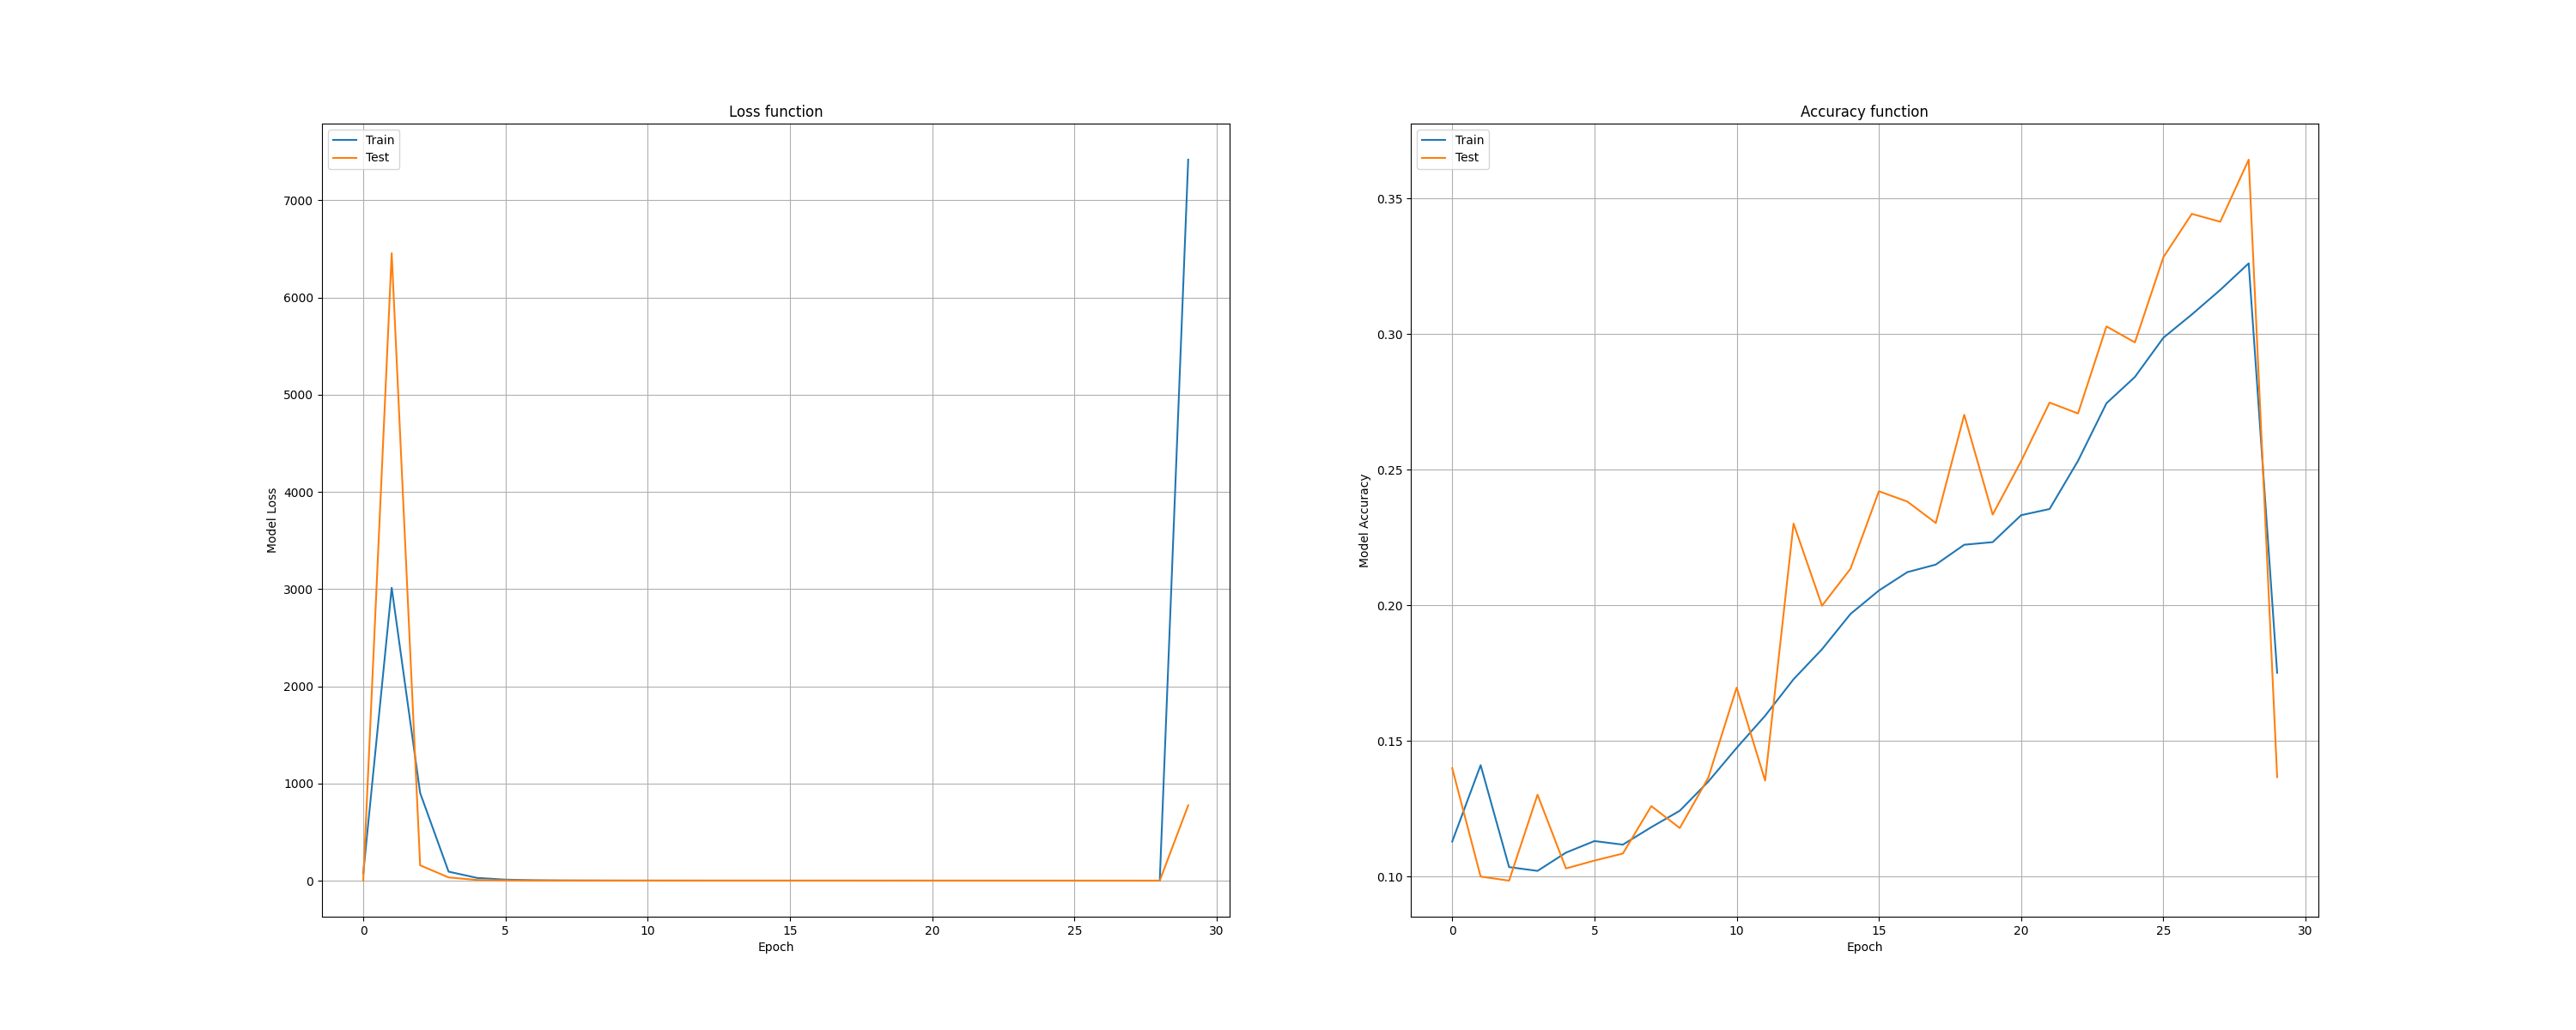 Loss function
Train
Test
7000
6000
5000
4000
3000
2000
1000
0
Model Loss
0 5 10 15 20 25 30
Epoch
Accuracy function
Train
Test
0.35
0.30
0.25
0.20
0.15
0.10
Model Accuracy
0 5 10 15 20 25 30
Epoch